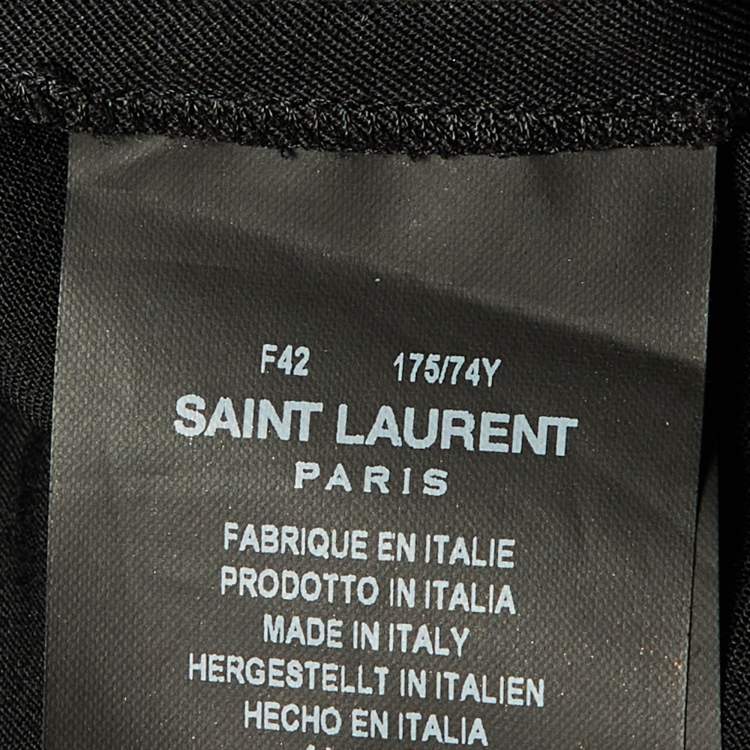 F42 175/74Y
SAINT LAURENT
PARIS
FABRIQUE EN ITALIE
PRODOTTO IN ITALIA
MADE IN ITALY
HERGESTELLT IN ITALIEN
HECHO EN ITALIA